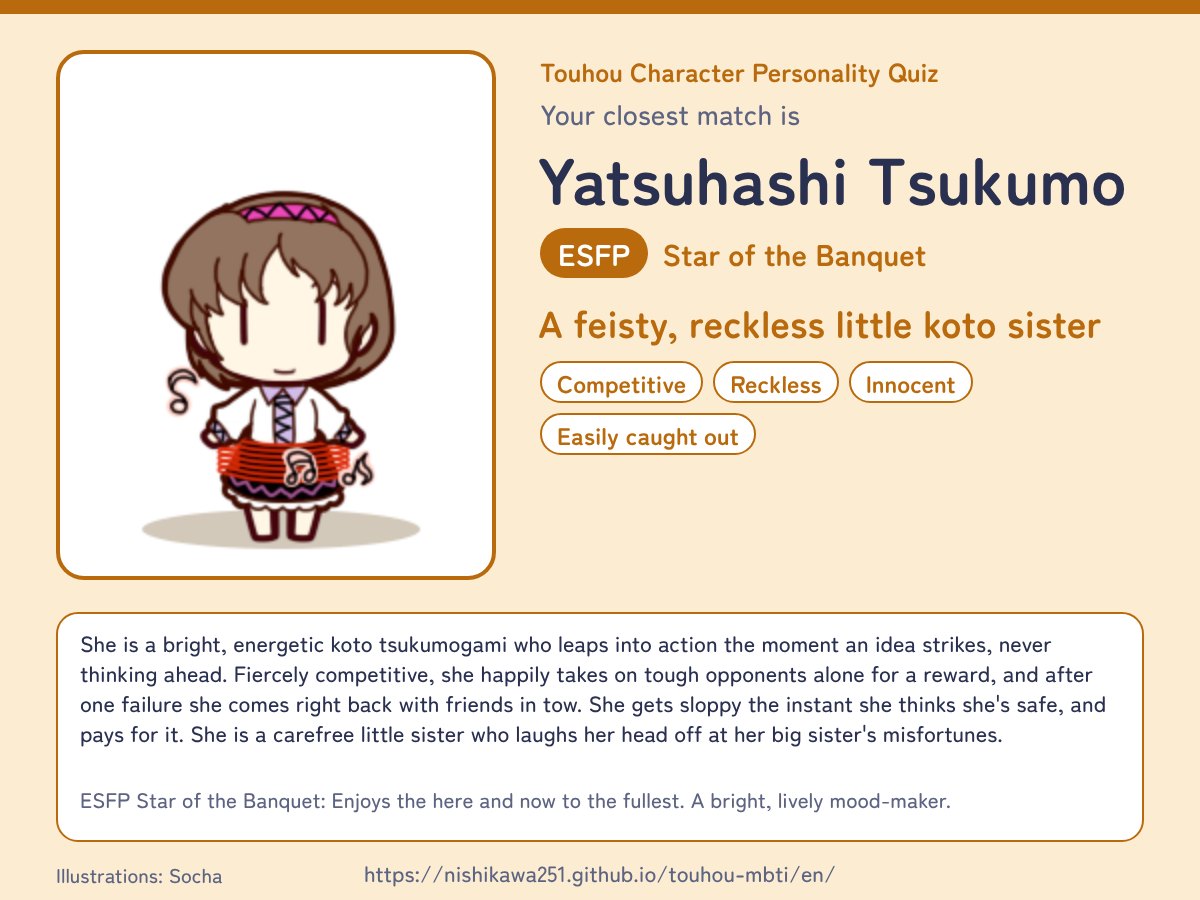 Touhou Character Personality Quiz
Your closest match is
Yatsuhashi Tsukumo
ESFP Star of the Banquet
A feisty, reckless little koto sister
Competitive Reckless Innocent
Easily caught out
She is a bright, energetic koto tsukumogami who leaps into action the moment an idea strikes, never
thinking ahead. Fiercely competitive, she happily takes on tough opponents alone for a reward, and after
one failure she comes right back with friends in tow. She gets sloppy the instant she thinks she's safe, and
pays for it. She is a carefree little sister who laughs her head off at her big sister's misfortunes.
ESFP Star of the Banquet: Enjoys the here and now to the fullest. A bright, lively mood-maker.
Illustrations: Socha
https://nishikawa251.github.io/touhou-mbti/en/